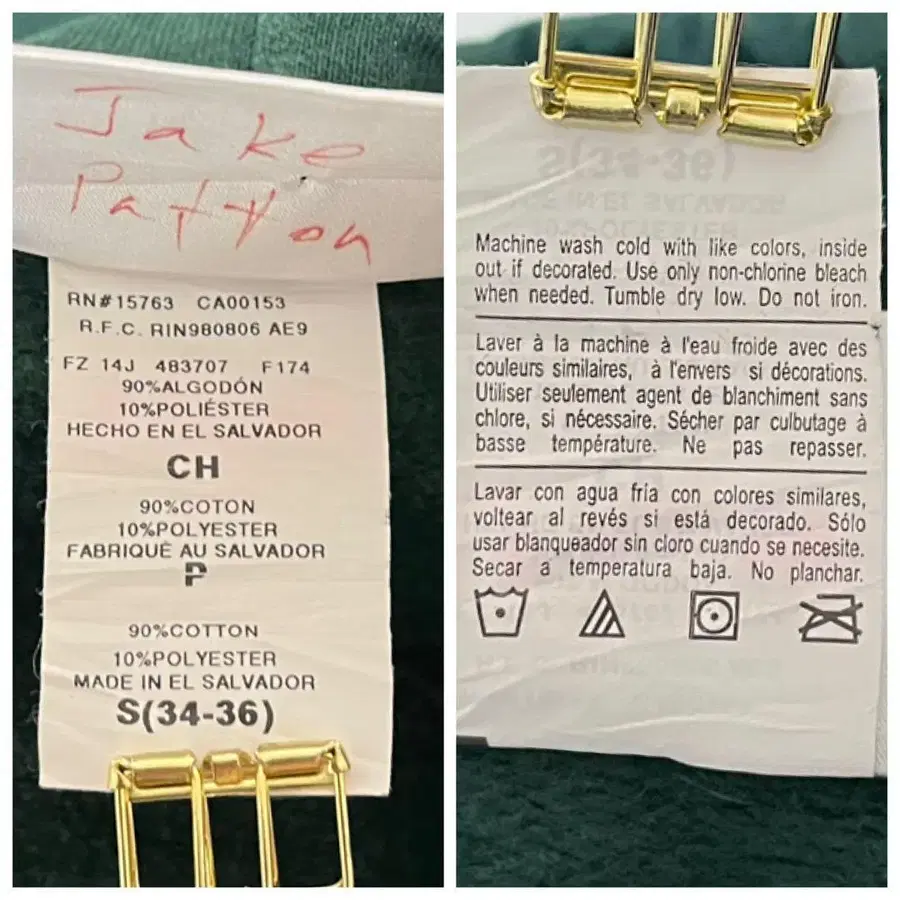 Jake
Patton
RN#15763 CA00153
R.F.C. RIN980806 AE9
FZ 14J 483707 F174
90%ALGODÓN
10%POLIÉSTER
HECHO EN EL SALVADOR
CH
90%COTON
10%POLYESTER
FABRIQUÉ AU SALVADOR
P
90%COTTON
10%POLYESTER
MADE IN EL SALVADOR
S(34-36)
Machine wash cold with like colors, inside
out if decorated. Use only non-chlorine bleach
when needed. Tumble dry low. Do not iron.
Laver à la machine à l'eau froide avec des
couleurs similaires, à l'envers si décorations.
Utiliser seulement agent de blanchiment sans
chlore, si nécessaire. Sécher par culbutage à
basse température. Ne pas repasser.
Lavar con agua fria con colores similares,
voltear al revés si está decorado. Sólo
usar blanqueador sin cloro cuando se necesite.
Secar a temperatura baja. No planchar.